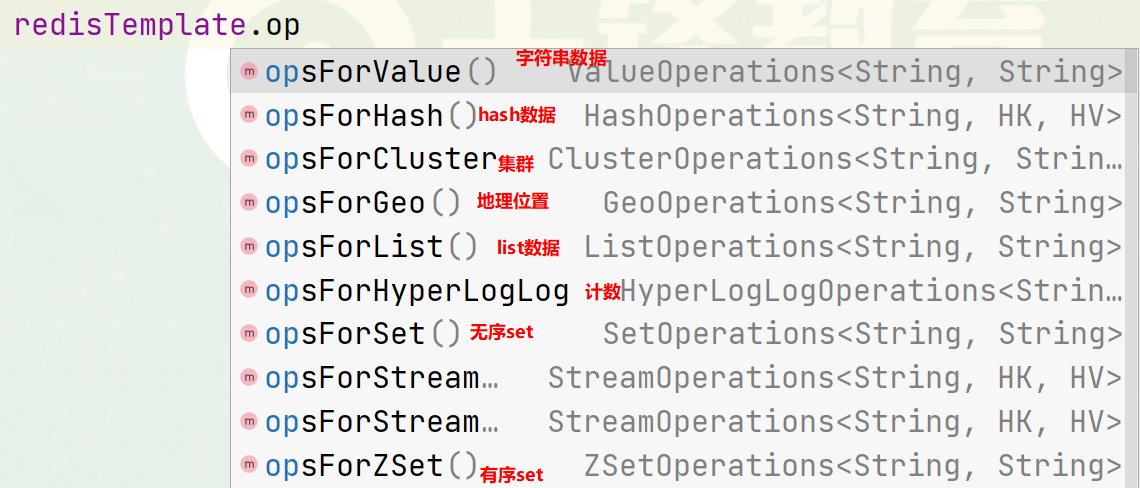 redisTemplate.op
m opsForValue() 字符串数据 ValueOperations<String, String>
m opsForHash() hash数据 HashOperations<String, HK, HV>
m opsForCluster 集群 ClusterOperations<String, Strin…
m opsForGeo() 地理位置 GeoOperations<String, String>
m opsForList() list数据 ListOperations<String, String>
m opsForHyperLogLog 计数 HyperLogLogOperations<Strin…
m opsForSet() 无序set SetOperations<String, String>
m opsForStream… StreamOperations<String, HK, HV>
m opsForStream… StreamOperations<String, HK, HV>
m opsForZSet() 有序set ZSetOperations<String, String>